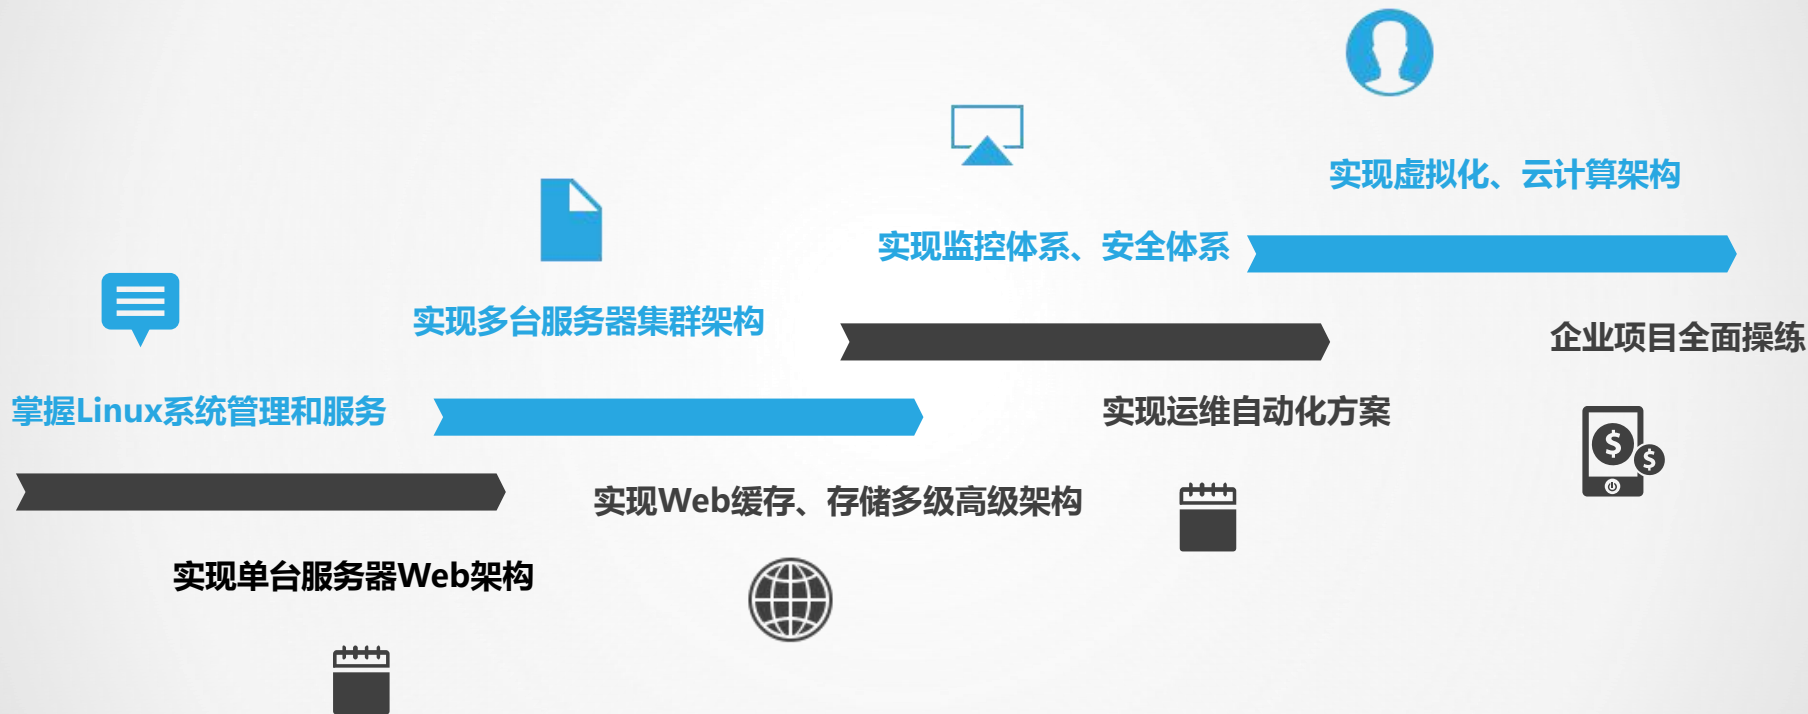 掌握Linux系统管理和服务
实现单台服务器Web架构
实现多台服务器集群架构
实现Web缓存、存储多级高级架构
实现监控体系、安全体系
实现运维自动化方案
实现虚拟化、云计算架构
企业项目全面操练